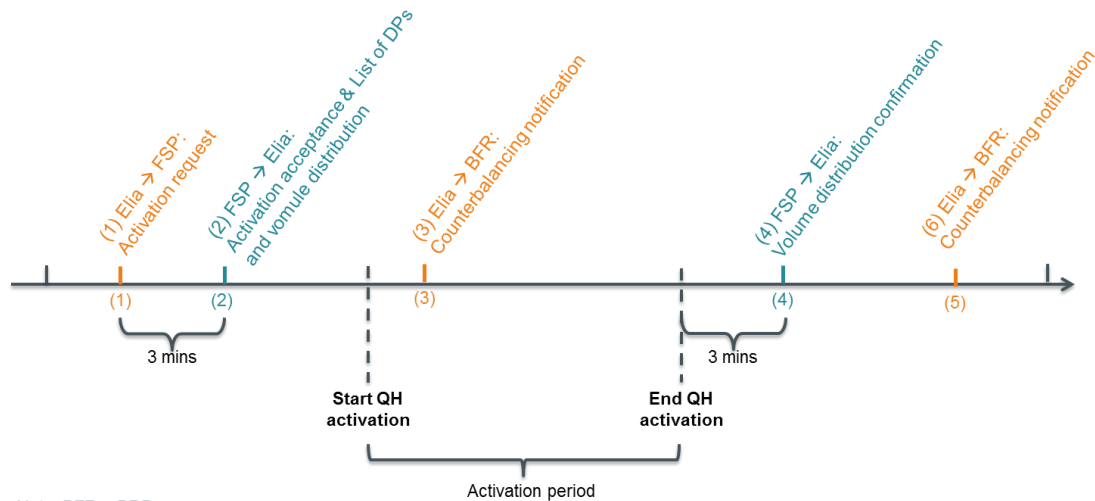 (1) Elia → FSP:
Activation request
(2) FSP → Elia:
Activation acceptance & List of DPs
and vomule distribution
(3) Elia → BFR:
Counterbalancing notification
(4) FSP → Elia:
Volume distribution confirmation
(6) Elia → BFR:
Counterbalancing notification
(1)
(2)
(3)
(4)
(5)
3 mins
3 mins
Start QH
activation
End QH
activation
Activation period